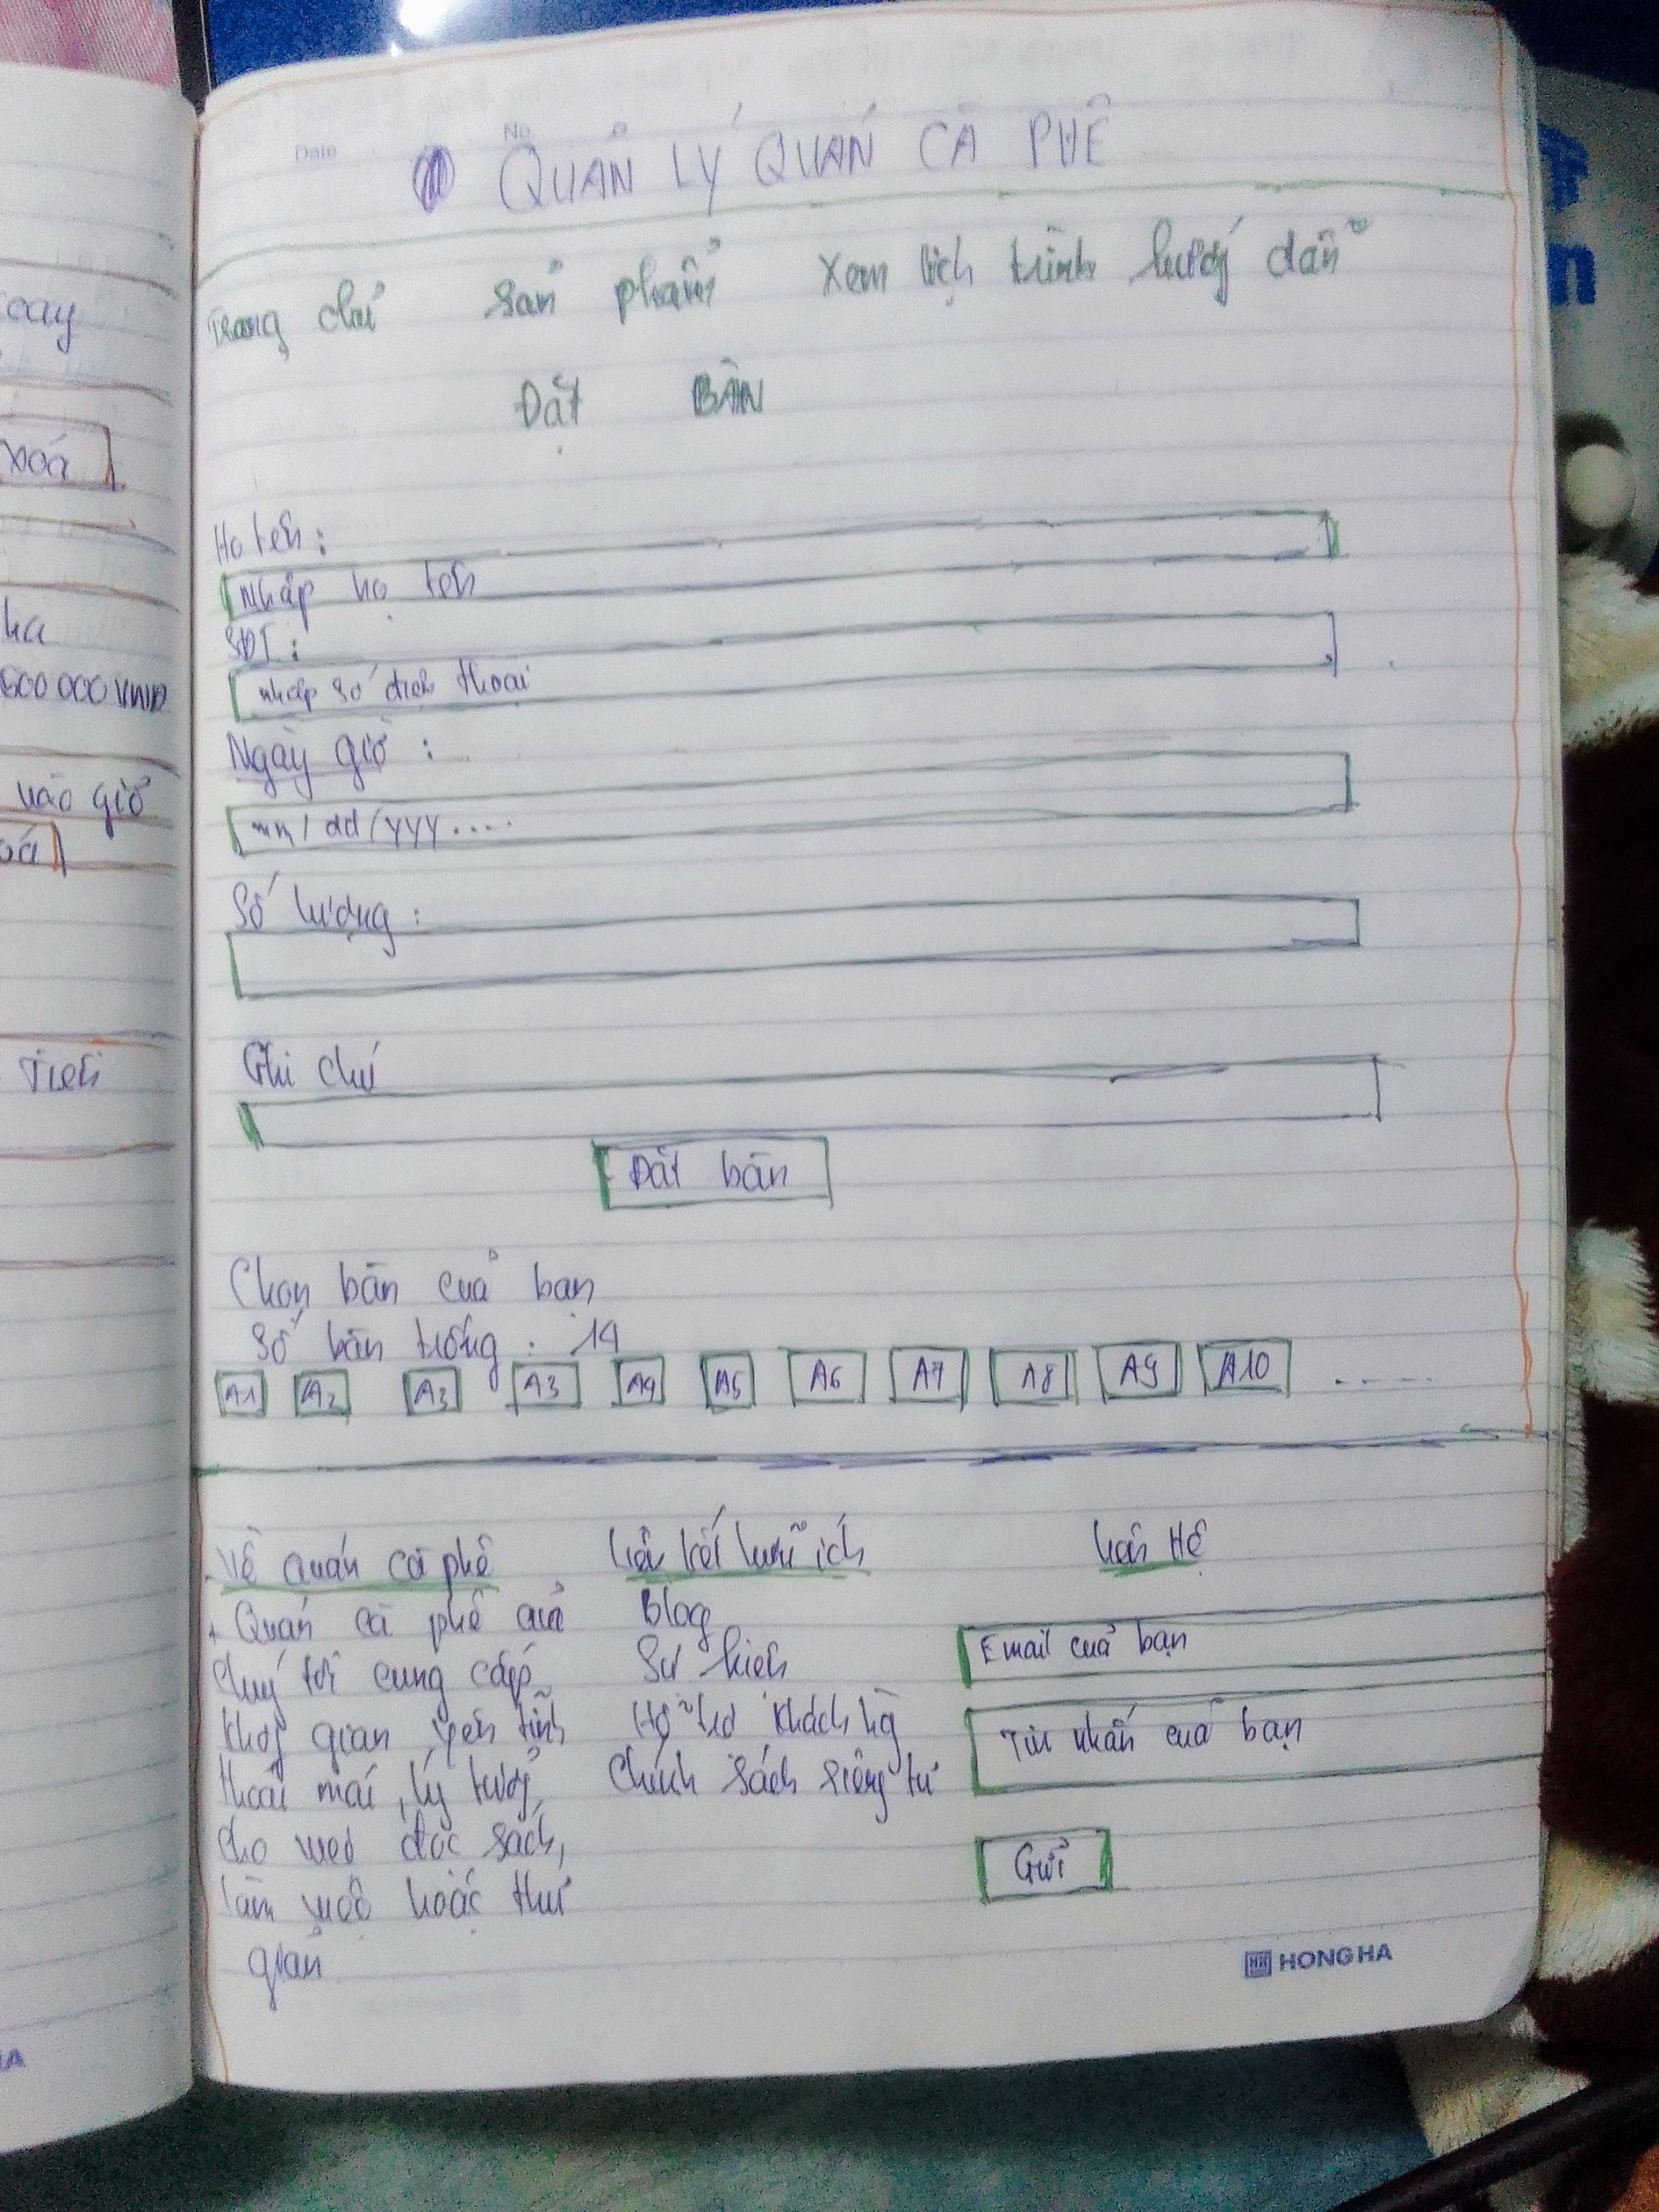 oay
xoá
ha
600 000 VNĐ
vào giỏ
oá
Tiến
Date No.
QUẢN LÝ QUÁN CÀ PHÊ
Trang chủ sản phẩm Xem lịch trình hướng dẫn
Đặt BÀN
Họ tên :
Nhập họ tên
SĐT :
nhập số điện thoại
Ngày giờ :
mm / dd / yyy ....
Số lượng :
Ghi chú
Đặt bàn
Chọn bàn của bạn
Số bàn trống : 14
A1 A2 A3 A3 A4 A5 A6 A7 A8 A9 A10 .....
Về quán cà phê Liên kết hữu ích Liên Hệ
+ Quán cà phê của Blog
Email của bạn
chúng tôi cung cấp Sự kiện
không gian yên tĩnh Hỗ trợ khách hg
Tin nhắn của bạn
thoải mái, lý tưởng, Chính sách riêng tư
cho việc đọc sách,
Gửi
làm việc hoặc thư
giãn
HONG HA